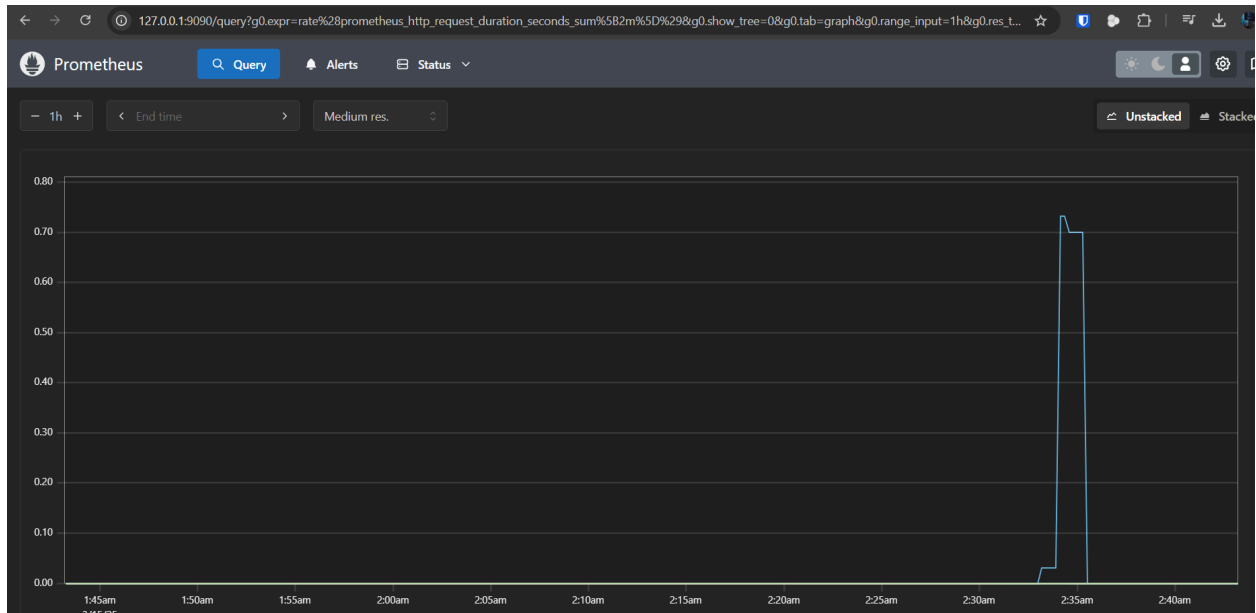 127.0.0.1:9090/query?g0.expr=rate%28prometheus_http_request_duration_seconds_sum%5B2m%5D%29&g0.show_tree=0&g0.tab=graph&g0.range_input=1h&g0.res_t...
Prometheus Query Alerts Status
− 1h + End time Medium res. Unstacked Stacke
0.80
0.70
0.60
0.50
0.40
0.30
0.20
0.10
0.00
1:45am 1:50am 1:55am 2:00am 2:05am 2:10am 2:15am 2:20am 2:25am 2:30am 2:35am 2:40am